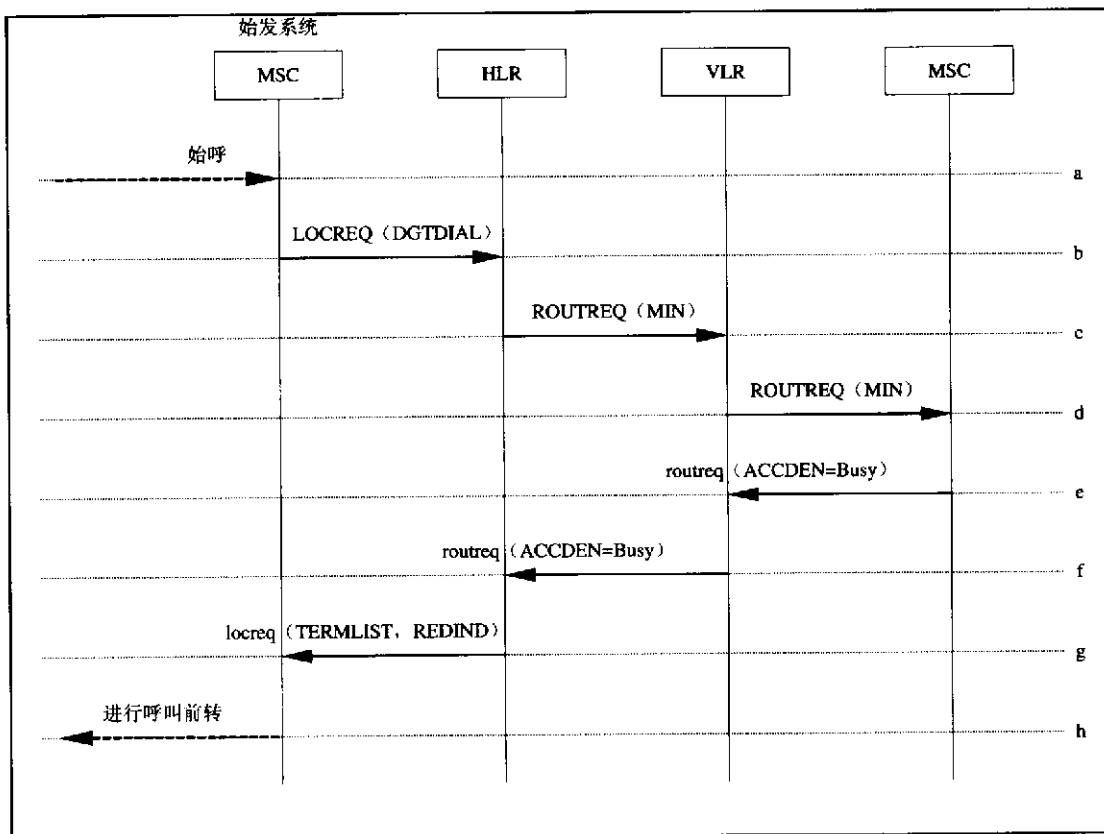 始发系统
MSC
HLR
VLR
MSC
始呼
a
LOCREQ（DGTDIAL）
b
ROUTREQ（MIN）
c
ROUTREQ（MIN）
d
routreq（ACCDEN=Busy）
e
routreq（ACCDEN=Busy）
f
locreq（TERMLIST，REDIND）
g
进行呼叫前转
h